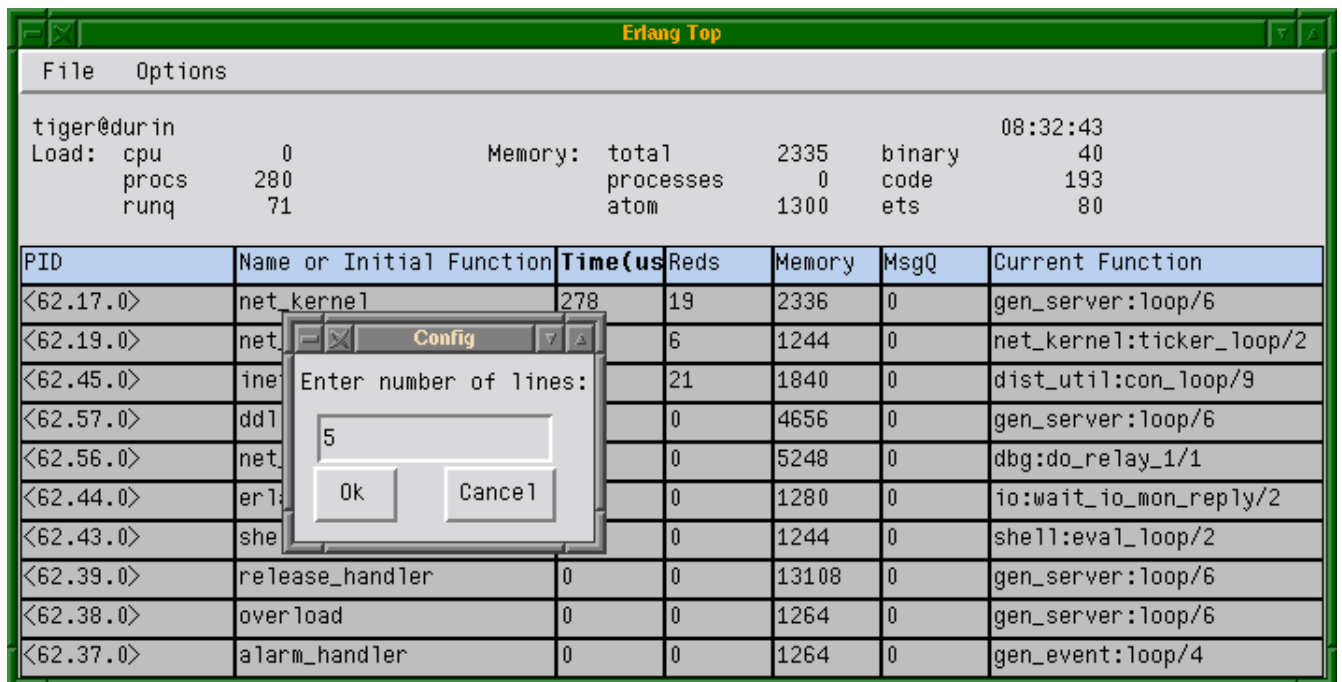 Erlang Top
File Options
tiger@durin 08:32:43
Load: cpu 0 Memory: total 2335 binary 40
procs 280 processes 0 code 193
runq 71 atom 1300 ets 80
PID Name or Initial Function Time(us Reds Memory MsgQ Current Function
<62.17.0> net_kernel 278 19 2336 0 gen_server:loop/6
<62.19.0> net_ 6 1244 0 net_kernel:ticker_loop/2
<62.45.0> ine 21 1840 0 dist_util:con_loop/9
<62.57.0> ddl 0 4656 0 gen_server:loop/6
<62.56.0> net_ 0 5248 0 dbg:do_relay_1/1
<62.44.0> erl 0 1280 0 io:wait_io_mon_reply/2
<62.43.0> she 0 1244 0 shell:eval_loop/2
<62.39.0> release_handler 0 0 13108 0 gen_server:loop/6
<62.38.0> overload 0 0 1264 0 gen_server:loop/6
<62.37.0> alarm_handler 0 0 1264 0 gen_event:loop/4
Config
Enter number of lines:
5
Ok Cancel